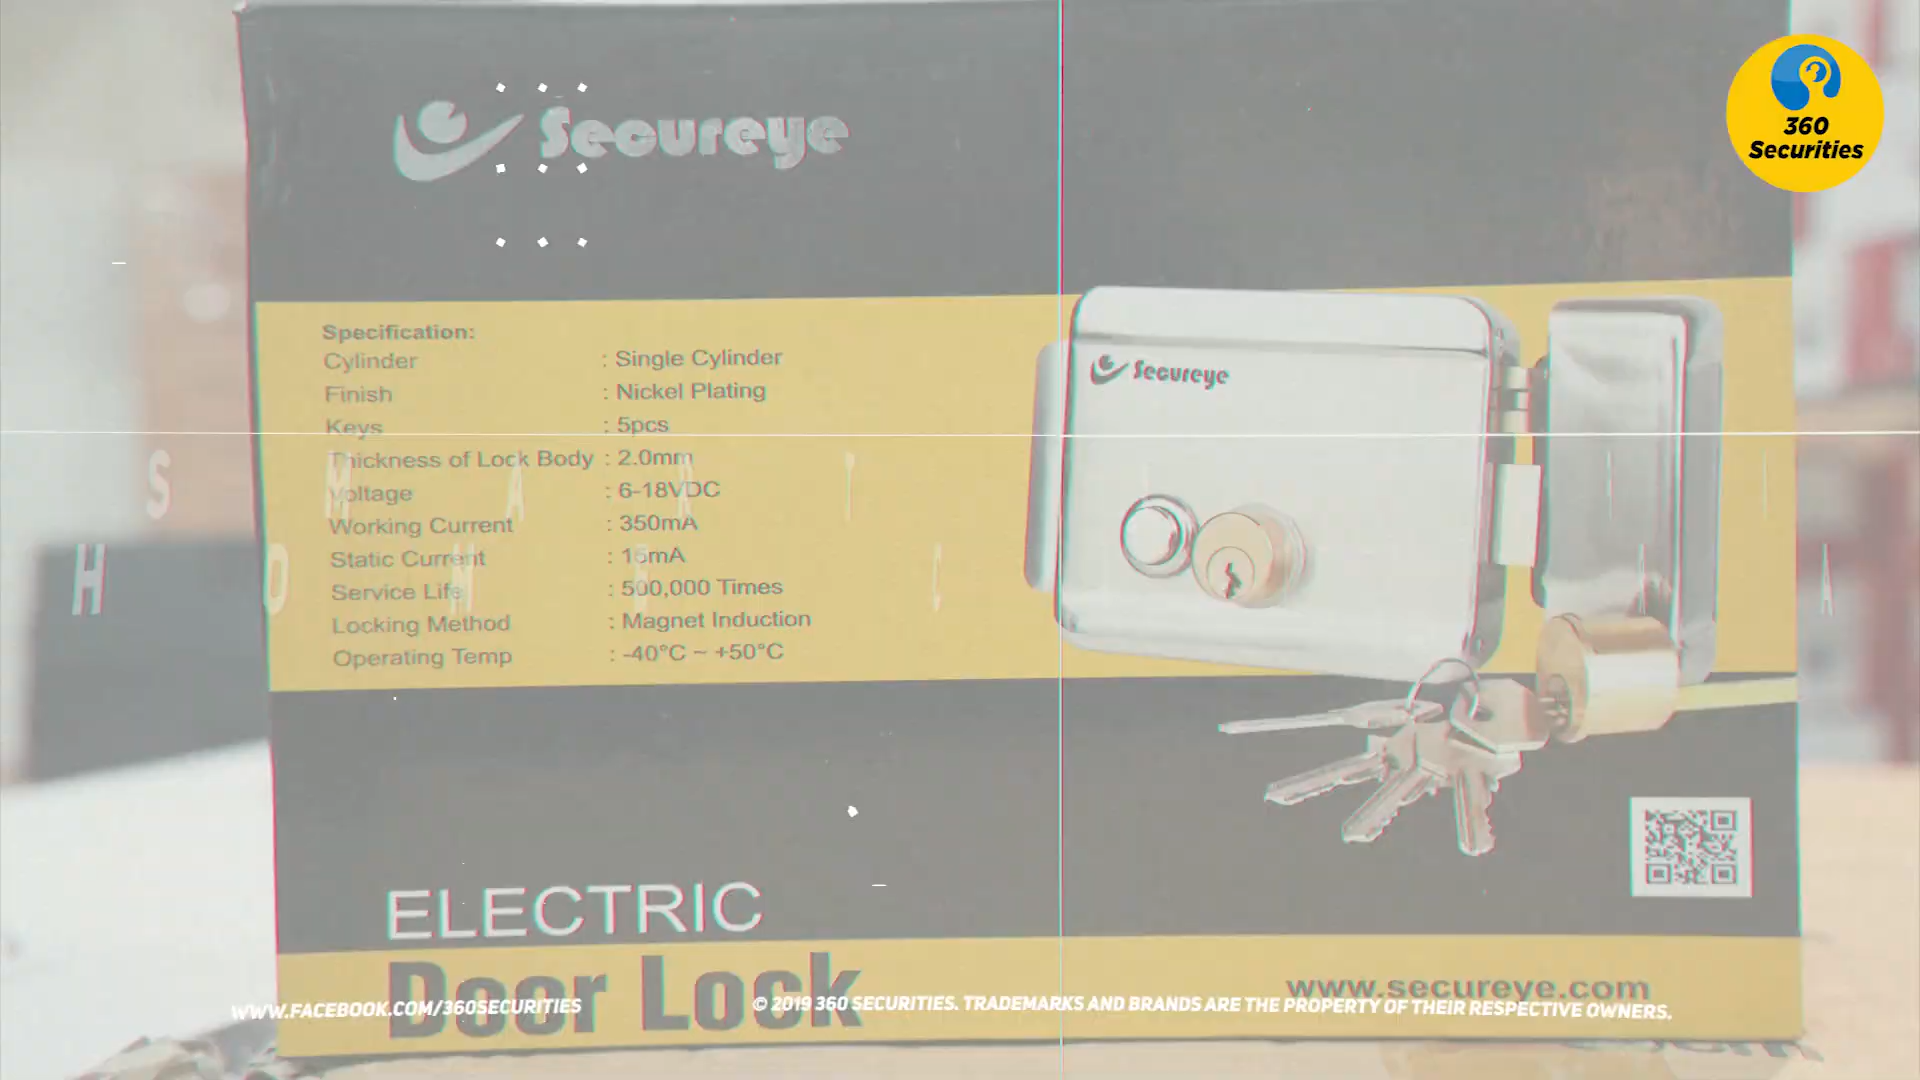 Secureye
360
Securities
Specification:
Cylinder : Single Cylinder
Finish : Nickel Plating
Keys : 5pcs
Thickness of Lock Body : 2.0mm
Voltage : 6-18VDC
Working Current : 350mA
Static Current : 15mA
Service Life : 500,000 Times
Locking Method : Magnet Induction
Operating Temp : -40°C ~ +50°C
Secureye
ELECTRIC
Door Lock
www.secureye.com
WWW.FACEBOOK.COM/360SECURITIES
© 2019 360 SECURITIES. TRADEMARKS AND BRANDS ARE THE PROPERTY OF THEIR RESPECTIVE OWNERS.